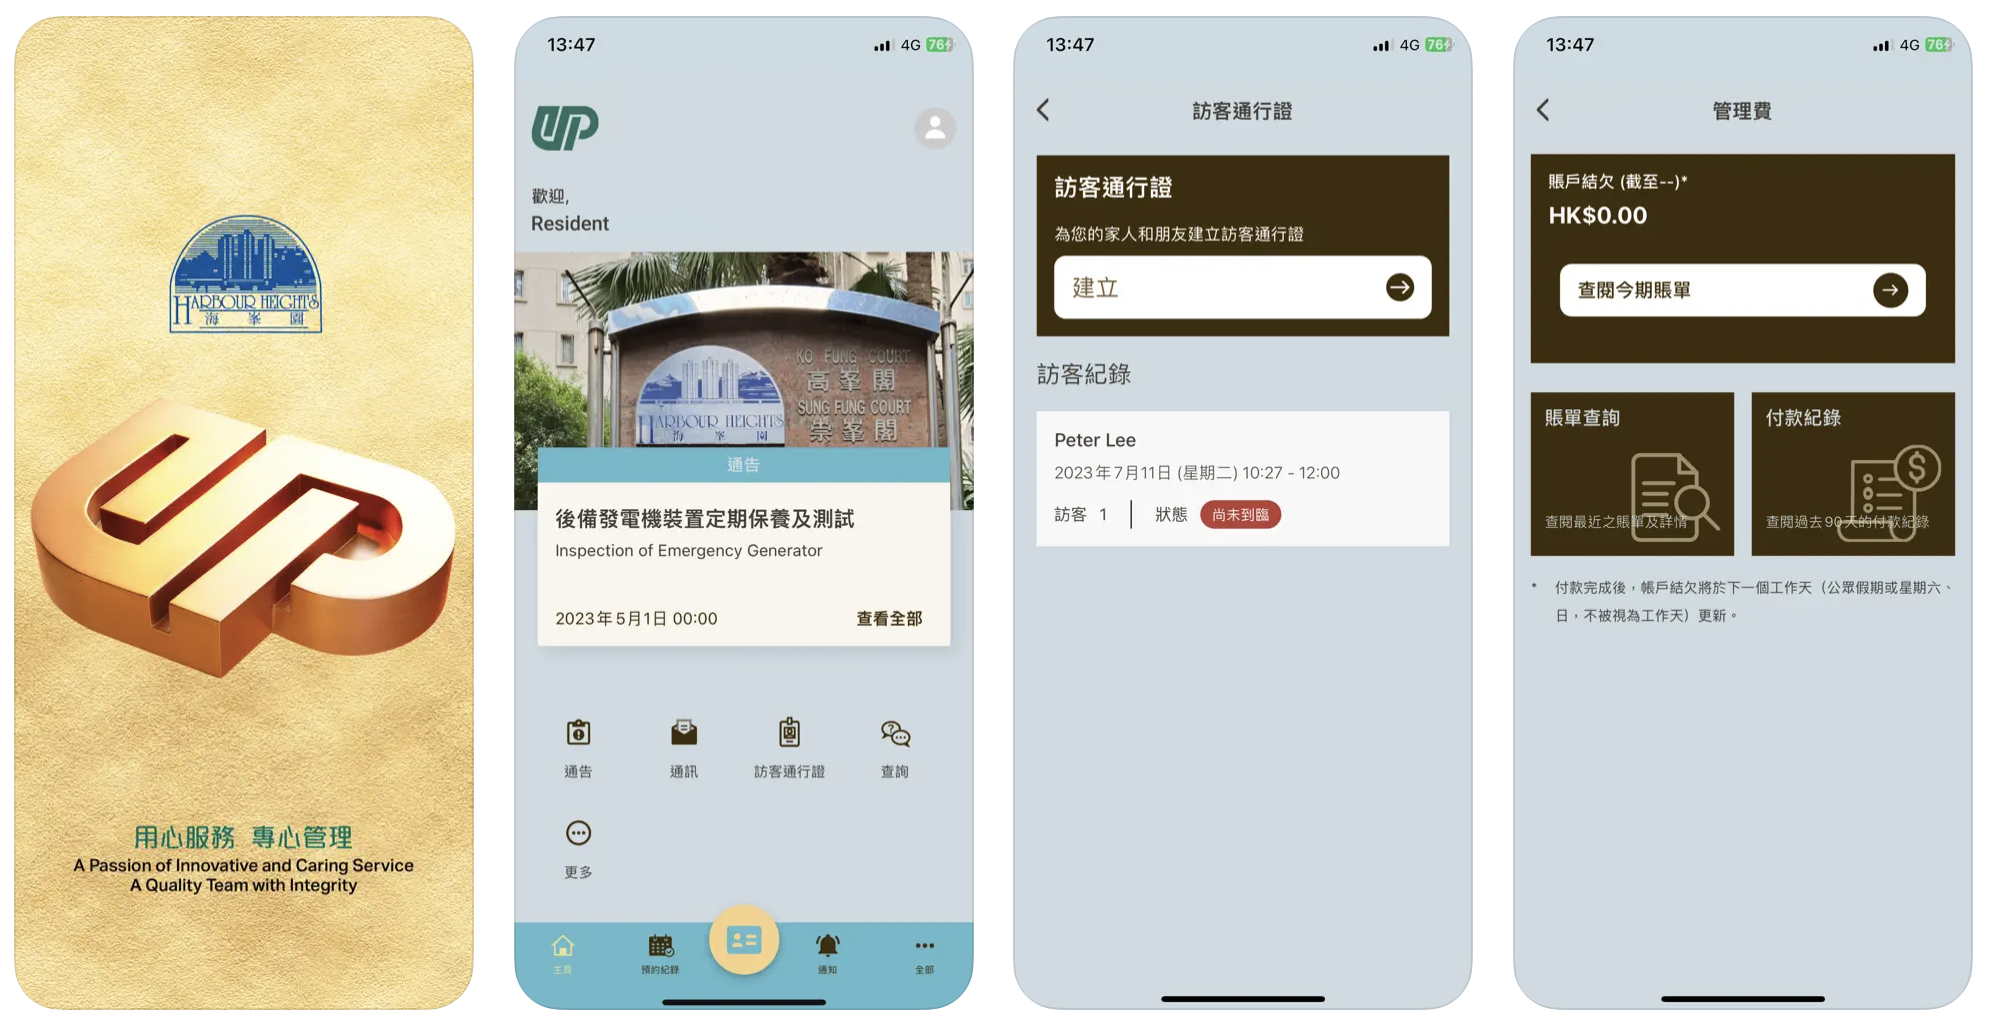 HARBOUR HEIGHTS
海峯園
UP
用心服務 專心管理
A Passion of Innovative and Caring Service
A Quality Team with Integrity
13:47
4G 76
UP
歡迎,
Resident
KO FUNG COURT
高峯閣
SUNG FUNG COURT
崇峯閣
HARBOUR HEIGHTS
海峯園
通告
後備發電機裝置定期保養及測試
Inspection of Emergency Generator
2023年5月1日 00:00 查看全部
通告 通訊 訪客通行證 查詢
更多
主頁 預約紀錄 通知 全部
13:47
4G 76
訪客通行證
訪客通行證
為您的家人和朋友建立訪客通行證
建立
訪客紀錄
Peter Lee
2023年7月11日 (星期二) 10:27 - 12:00
訪客 1 狀態 尚未到臨
13:47
4G 76
管理費
賬戶結欠 (截至--)*
HK$0.00
查閱今期賬單
賬單查詢
查閱最近之賬單及詳情
付款紀錄
查閱過去90天的付款紀錄
* 付款完成後，帳戶結欠將於下一個工作天（公眾假期或星期六、
日，不被視為工作天）更新。